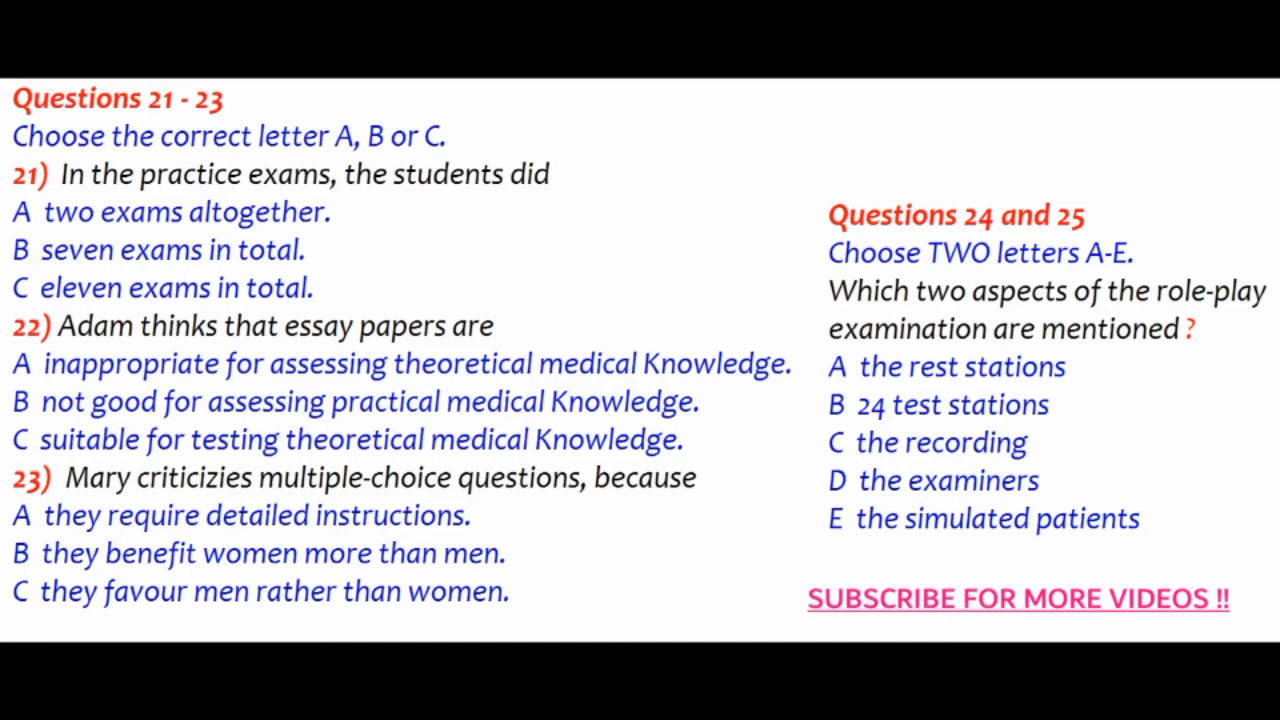 Questions 21 - 23
Choose the correct letter A, B or C.
21) In the practice exams, the students did
A two exams altogether.
B seven exams in total.
C eleven exams in total.
22) Adam thinks that essay papers are
A inappropriate for assessing theoretical medical Knowledge.
B not good for assessing practical medical Knowledge.
C suitable for testing theoretical medical Knowledge.
23) Mary criticizies multiple-choice questions, because
A they require detailed instructions.
B they benefit women more than men.
C they favour men rather than women.
Questions 24 and 25
Choose TWO letters A-E.
Which two aspects of the role-play
examination are mentioned ?
A the rest stations
B 24 test stations
C the recording
D the examiners
E the simulated patients
SUBSCRIBE FOR MORE VIDEOS !!